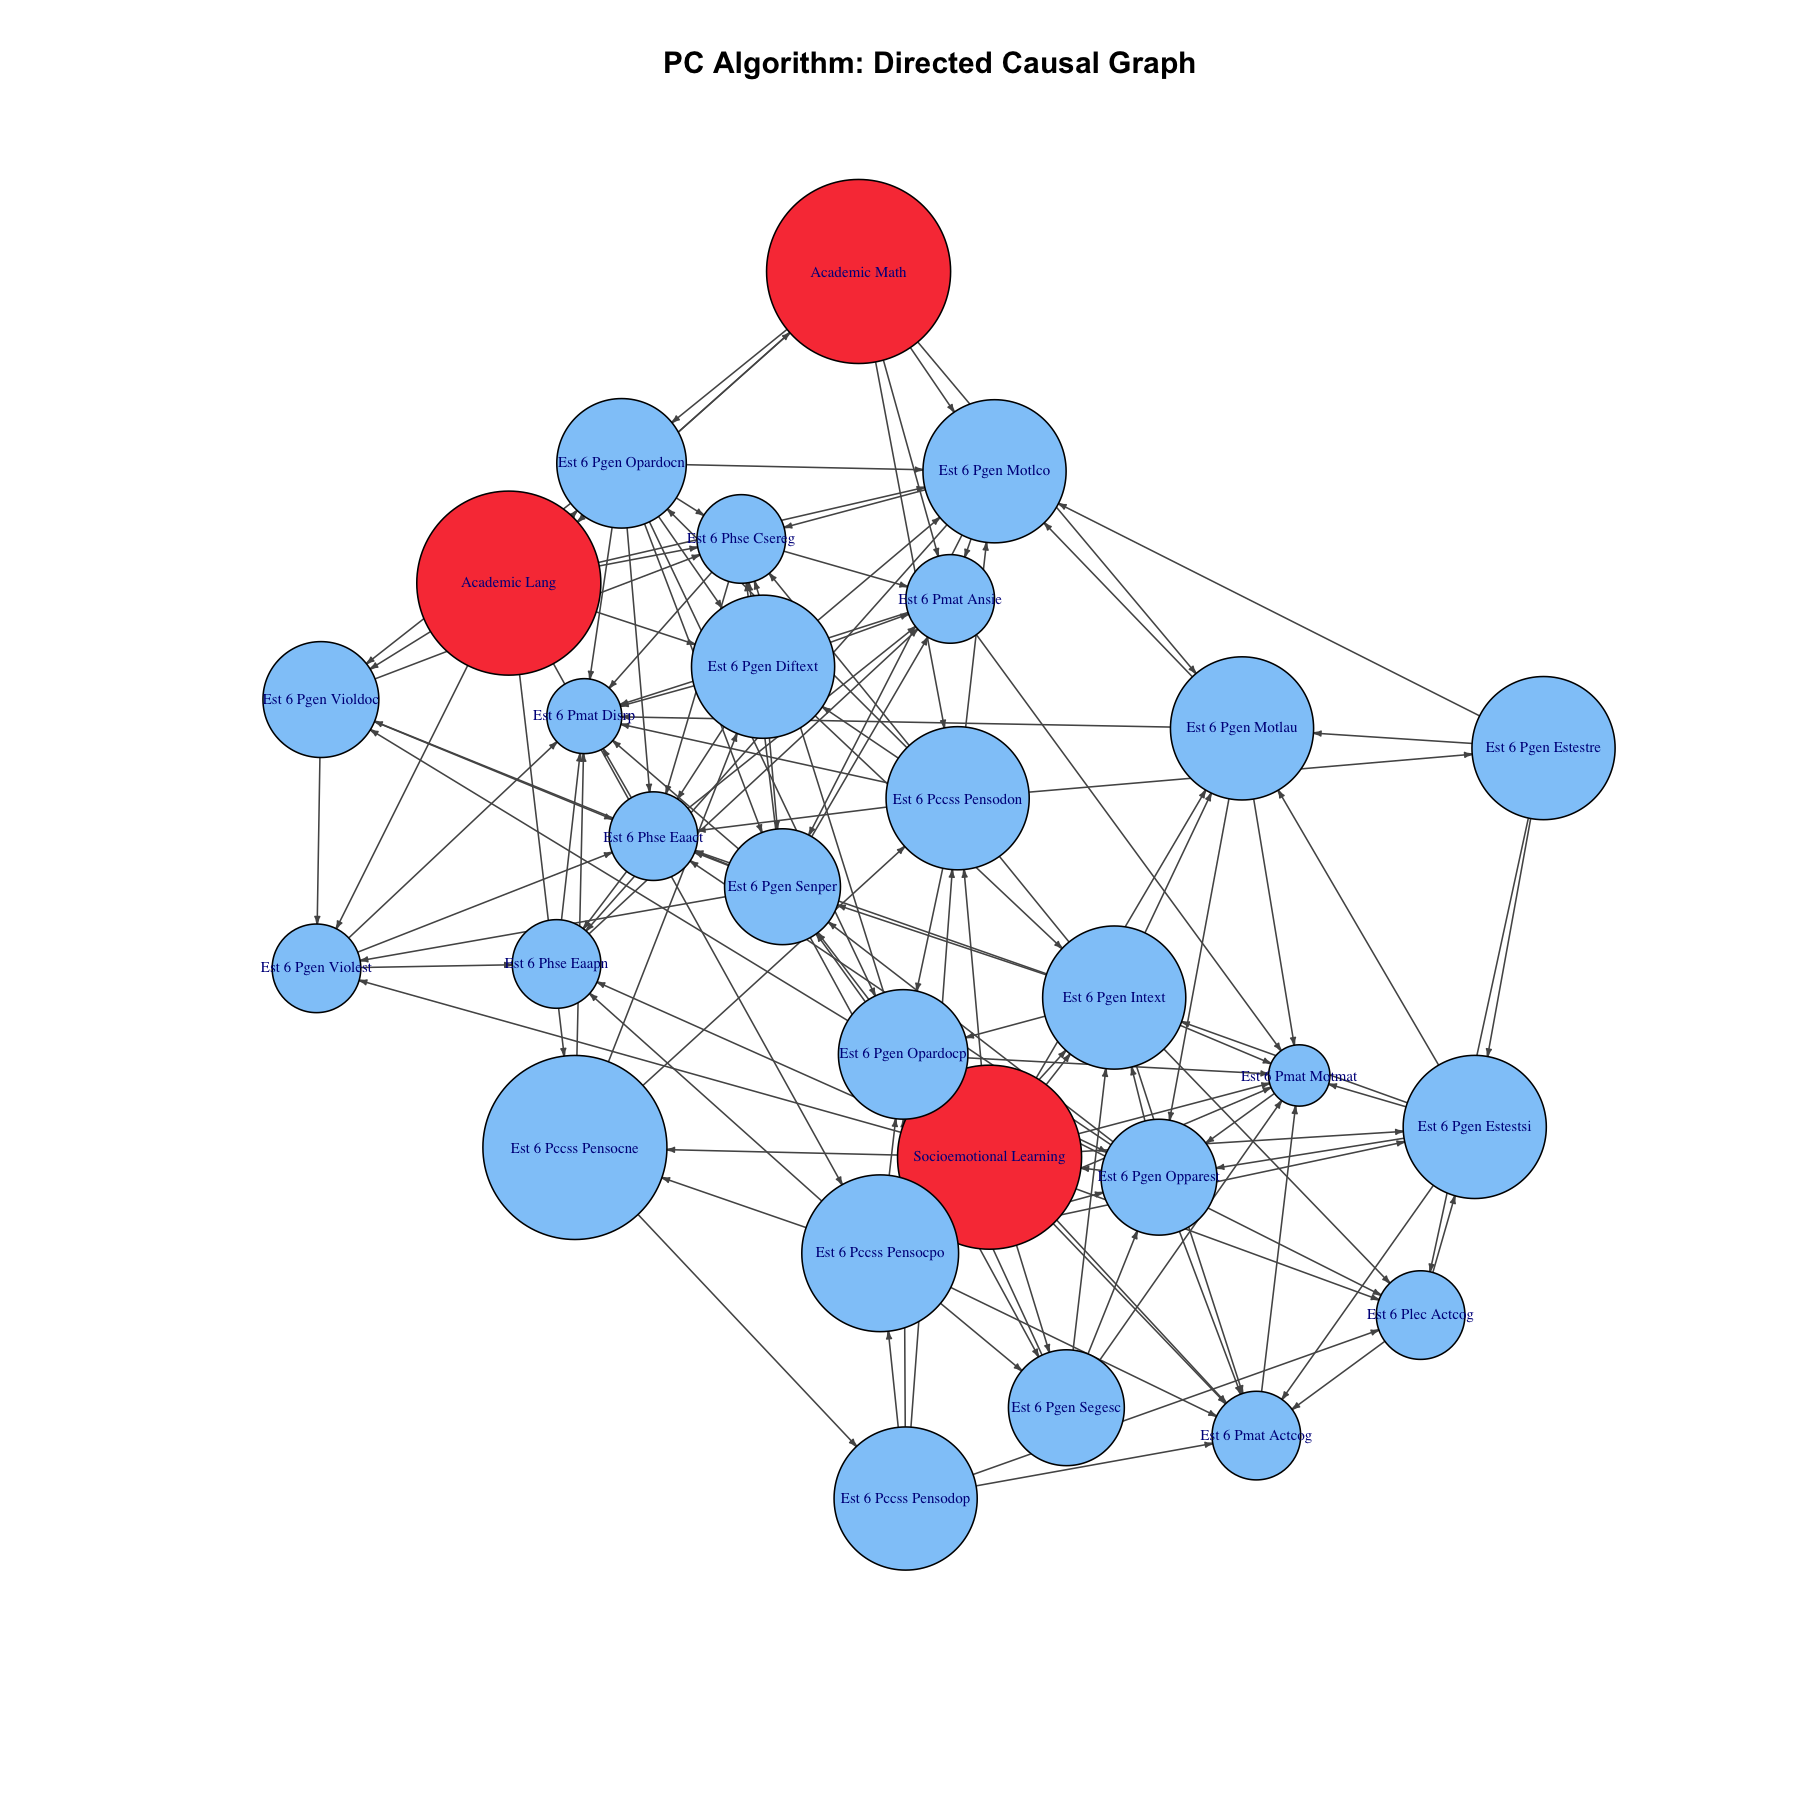 PC Algorithm: Directed Causal Graph
Academic Math
Est 6 Pgen Opardocn
Est 6 Pgen Motlco
Est 6 Phse Csereg
Academic Lang
Est 6 Pmat Ansie
Est 6 Pgen Diftext
Est 6 Pgen Violdoc
Est 6 Pmat Disrp
Est 6 Pgen Motlau
Est 6 Pgen Estestre
Est 6 Pccss Pensodon
Est 6 Phse Eaact
Est 6 Pgen Senper
Est 6 Pgen Violest
Est 6 Phse Eaapn
Est 6 Pgen Intext
Est 6 Pgen Opardocp
Est 6 Pmat Motmat
Est 6 Pgen Estestsi
Est 6 Pccss Pensocne
Socioemotional Learning
Est 6 Pgen Opparest
Est 6 Pccss Pensocpo
Est 6 Plec Actcog
Est 6 Pgen Segesc
Est 6 Pmat Actcog
Est 6 Pccss Pensodop